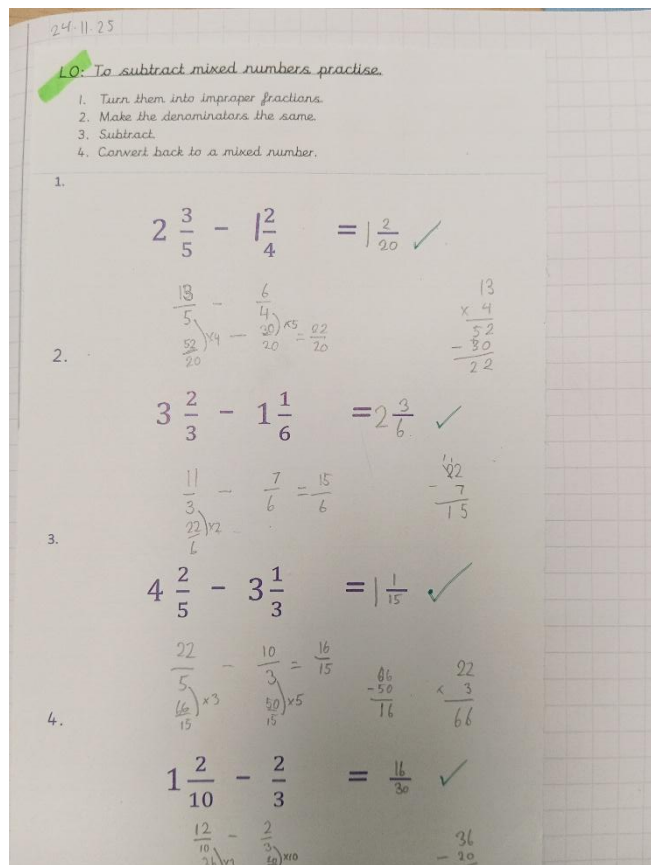 24.11.25
LO: To subtract mixed numbers practise.
1. Turn them into improper fractions.
2. Make the denominators the same.
3. Subtract.
4. Convert back to a mixed number.
1.
2 3/5 - 1 2/4 = 1 2/20 ✓
13/5 - 6/4
52/20 )×4 - 30/20 )×5 = 22/20
13
× 4
52
- 30
22
2.
3 2/3 - 1 1/6 = 2 3/6 ✓
11/3 - 7/6 = 15/6
22/6 )×2
22
- 7
15
3.
4 2/5 - 3 1/3 = 1 1/15 ✓
22/5 - 10/3 = 16/15
66/15 )×3 50/15 )×5
66
- 50
16
22
× 3
66
4.
1 2/10 - 2/3 = 16/30 ✓
12/10 - 2/3
36 )×3 20 )×10
36
- 20